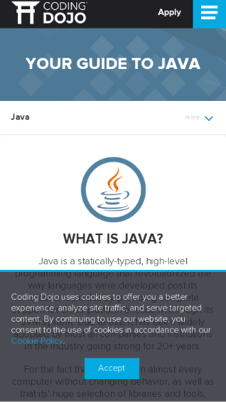 CODING
DOJO
Apply
YOUR GUIDE TO JAVA
Java
more
WHAT IS JAVA?
Java is a statically-typed, high-level
programming language that revolutionized the
way languages were developed post its
Coding Dojo uses cookies to offer you a better
experience, analyze site traffic, and serve targeted
content. By continuing to use our website, you
consent to the use of cookies in accordance with our
Cookie Policy.
in the industry going strong for 20+ years.
For the fact that it can run in almost every
Accept
computer without changing behavior, as well as
that its' huge selection of libraries and tools,